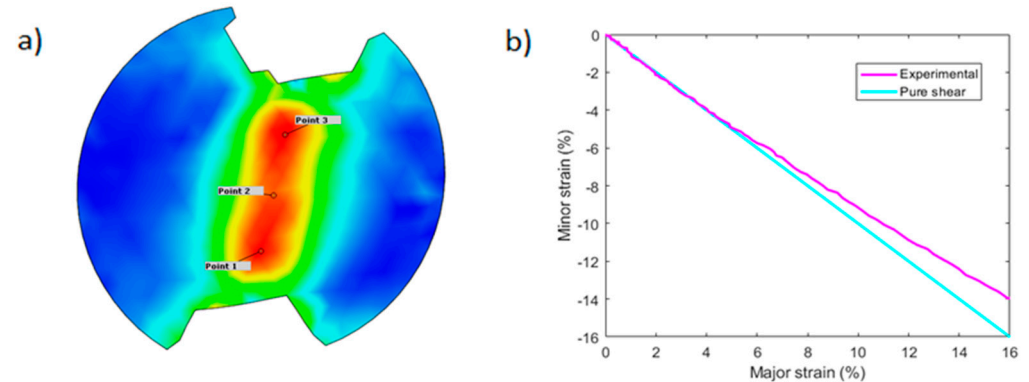 a)
Point 3
Point 2
Point 1
b)
0
-2
-4
-6
-8
-10
-12
-14
-16
Minor strain (%)
Experimental
Pure shear
0 2 4 6 8 10 12 14 16
Major strain (%)